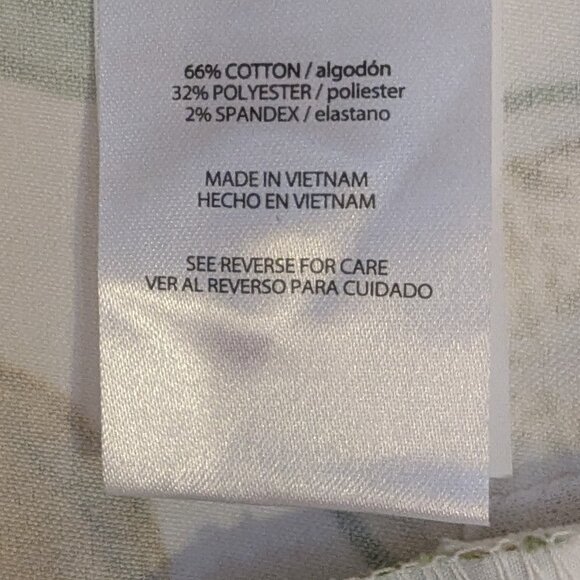 66% COTTON / algodón
32% POLYESTER / poliester
2% SPANDEX / elastano
MADE IN VIETNAM
HECHO EN VIETNAM
SEE REVERSE FOR CARE
VER AL REVERSO PARA CUIDADO